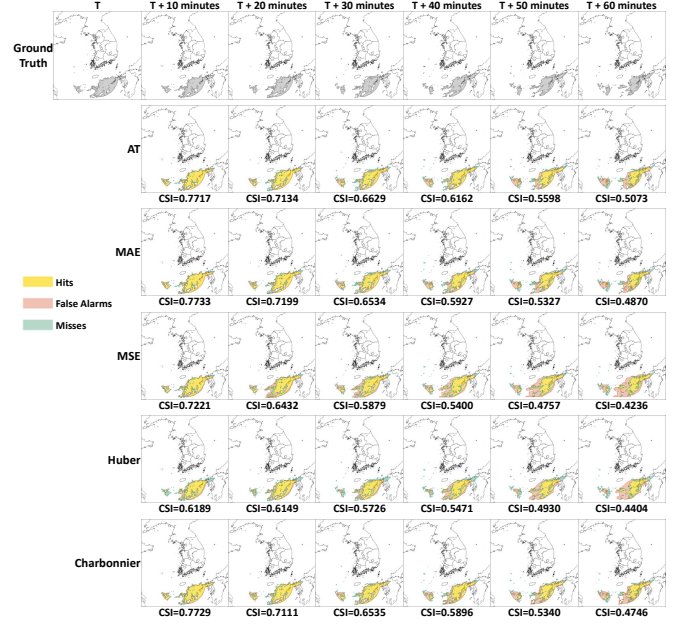 T T + 10 minutes T + 20 minutes T + 30 minutes T + 40 minutes T + 50 minutes T + 60 minutes
Ground
Truth
AT
CSI=0.7717 CSI=0.7134 CSI=0.6629 CSI=0.6162 CSI=0.5598 CSI=0.5073
MAE
Hits
False Alarms
Misses
CSI=0.7733 CSI=0.7199 CSI=0.6534 CSI=0.5927 CSI=0.5327 CSI=0.4870
MSE
CSI=0.7221 CSI=0.6432 CSI=0.5879 CSI=0.5400 CSI=0.4757 CSI=0.4236
Huber
CSI=0.6189 CSI=0.6149 CSI=0.5726 CSI=0.5471 CSI=0.4930 CSI=0.4404
Charbonnier
CSI=0.7729 CSI=0.7111 CSI=0.6535 CSI=0.5896 CSI=0.5340 CSI=0.4746